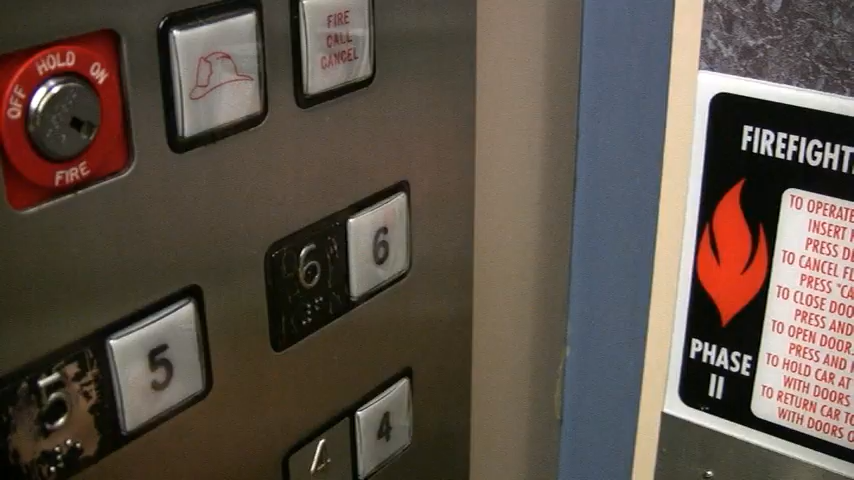 OFF HOLD ON
FIRE
FIRE
CALL
CANCEL
6 6
5 5
4 4
FIREFIGHT
PHASE
II
TO OPERATE
INSERT
PRESS
TO CANCEL
PRESS "CA
TO CLOSE DOO
PRESS AND
TO OPEN DOOR
PRESS AND
TO HOLD CAR AT
WITH DOORS
TO RETURN CAR TO
WITH DOORS